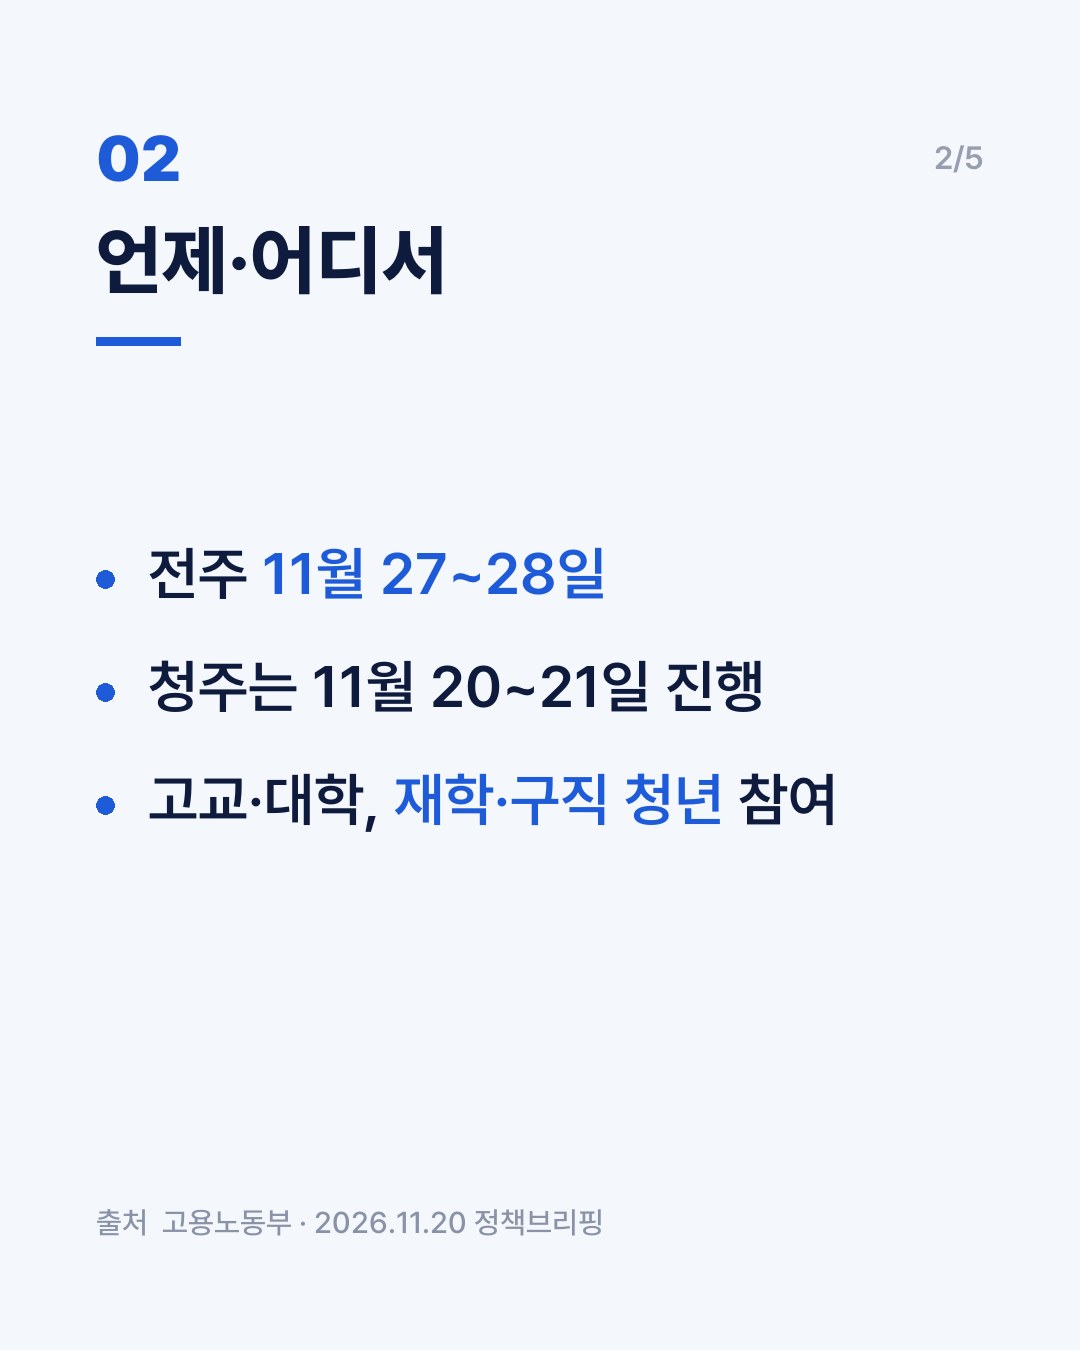 02
2/5
언제·어디서
전주 11월 27~28일
청주는 11월 20~21일 진행
고교·대학, 재학·구직 청년 참여
출처 고용노동부 · 2026.11.20 정책브리핑